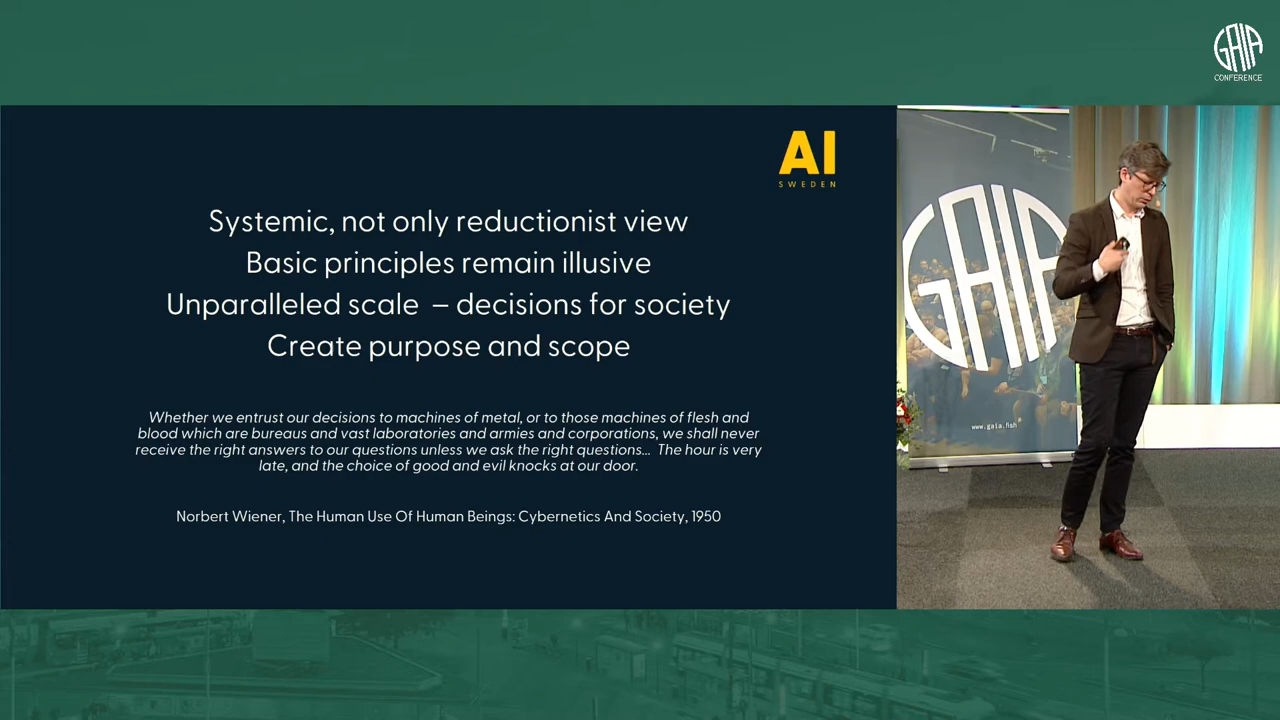 GAIA
CONFERENCE
AI
SWEDEN
Systemic, not only reductionist view
Basic principles remain illusive
Unparalleled scale – decisions for society
Create purpose and scope
Whether we entrust our decisions to machines of metal, or to those machines of flesh and
blood which are bureaus and vast laboratories and armies and corporations, we shall never
receive the right answers to our questions unless we ask the right questions... The hour is very
late, and the choice of good and evil knocks at our door.
Norbert Wiener, The Human Use Of Human Beings: Cybernetics And Society, 1950
GAIA
www.gaia.fish